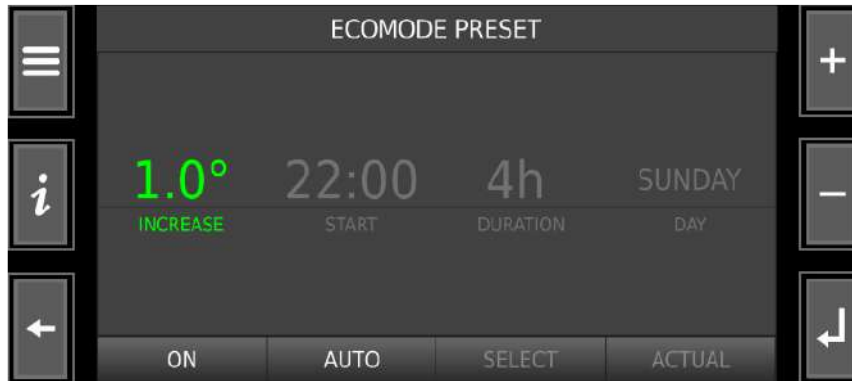 ECOMODE PRESET
+
i
1.0° 22:00 4h SUNDAY
INCREASE START DURATION DAY
−
ON AUTO SELECT ACTUAL